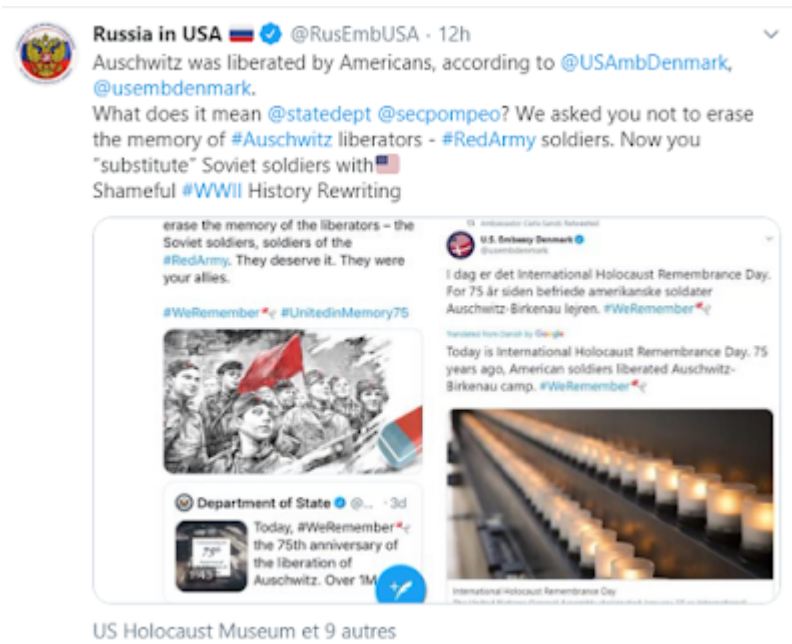 Russia in USA @RusEmbUSA · 12h
Auschwitz was liberated by Americans, according to @USAmbDenmark,
@usembdenmark.
What does it mean @statedept @secpompeo? We asked you not to erase
the memory of #Auschwitz liberators - #RedArmy soldiers. Now you
"substitute" Soviet soldiers with
Shameful #WWII History Rewriting
erase the memory of the liberators – the
Soviet soldiers, soldiers of the
#RedArmy. They deserve it. They were
your allies.
#WeRemember #UnitedinMemory75
Department of State @... · 3d
Today, #WeRemember
the 75th anniversary of
the liberation of
Auschwitz. Over 1M
75th
Ambassador Carla Sands Retweeted
U.S. Embassy Denmark
@usembdenmark
I dag er det International Holocaust Remembrance Day.
For 75 år siden befriede amerikanske soldater
Auschwitz-Birkenau lejren. #WeRemember
Translated from Danish by Google
Today is International Holocaust Remembrance Day. 75
years ago, American soldiers liberated Auschwitz-
Birkenau camp. #WeRemember
International Holocaust Remembrance Day
US Holocaust Museum et 9 autres